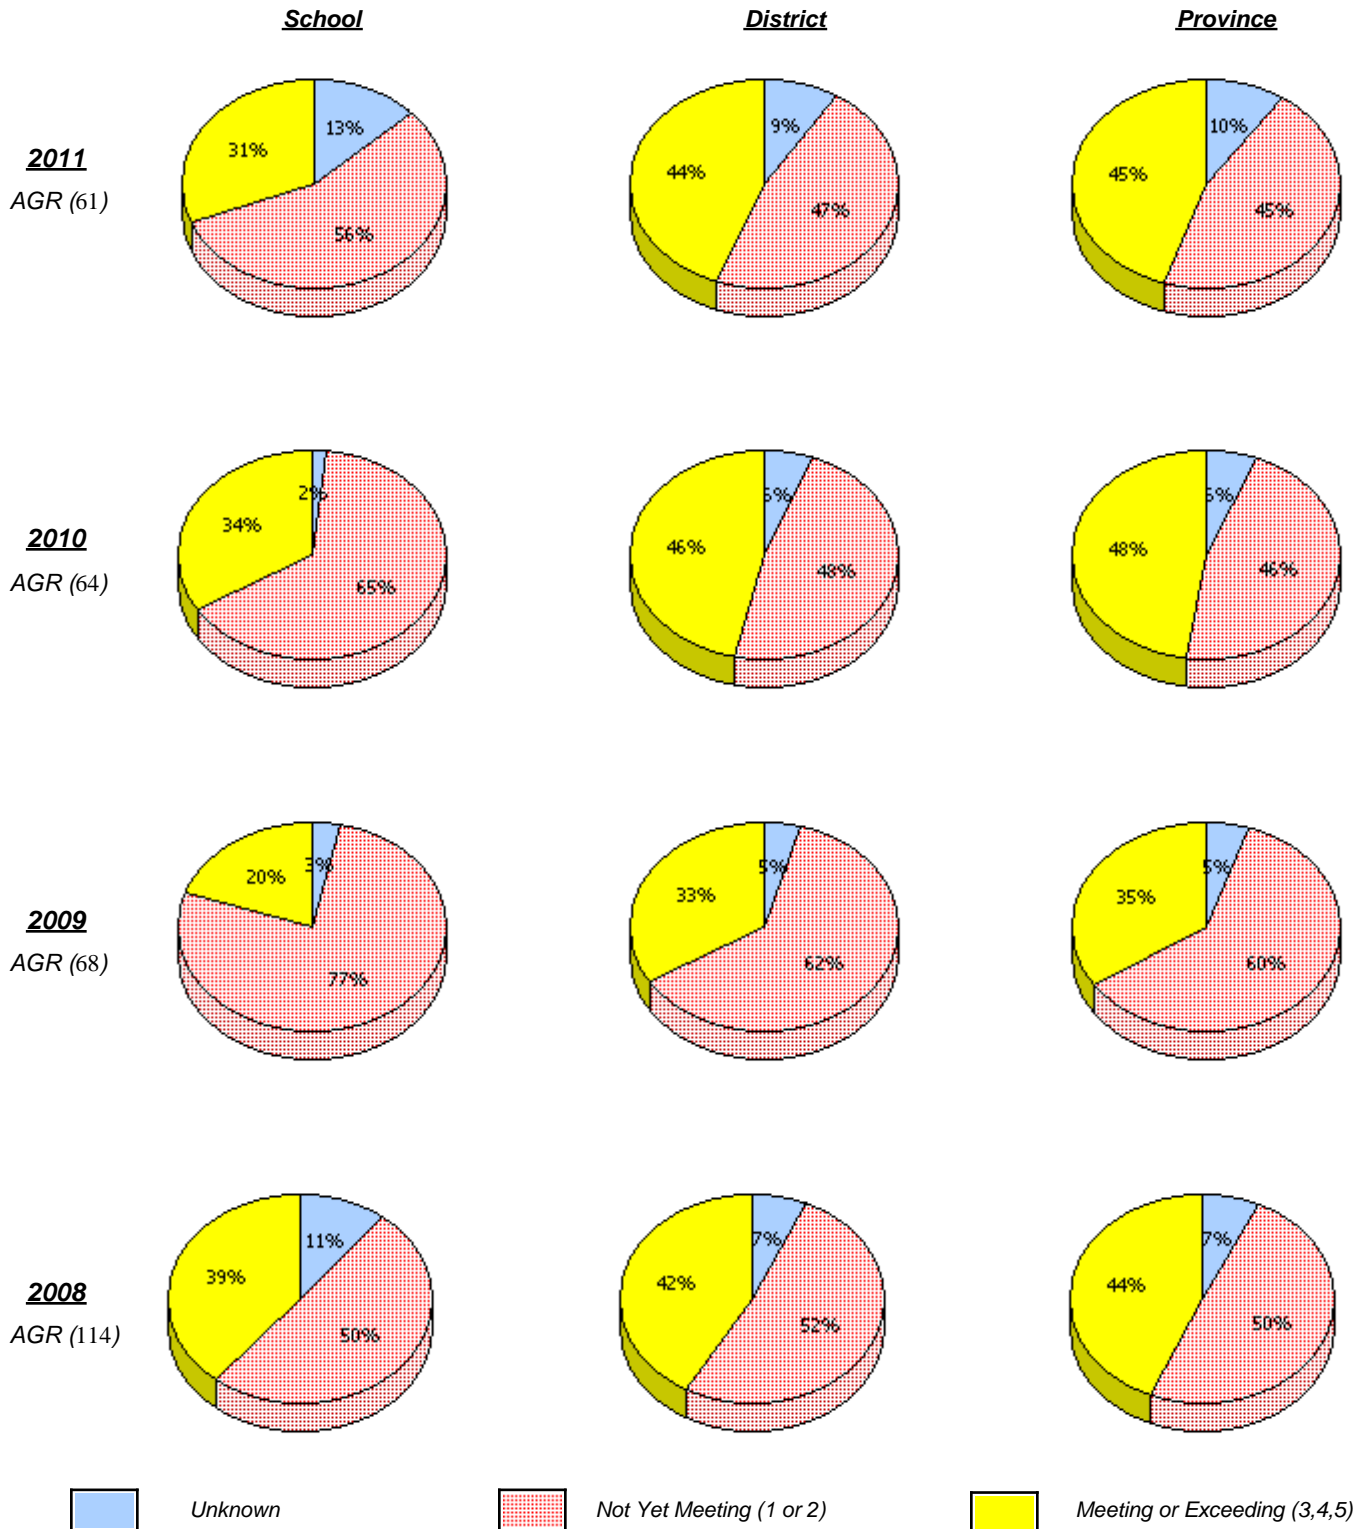 School District Province
13% 9% 10%
31% 44% 45%
2011
AGR (61)
56% 47% 45%
2% 6% 6%
34% 46% 48%
2010
AGR (64)
65% 48% 46%
3% 5% 5%
20% 33% 35%
2009
AGR (68)
77% 62% 60%
11% 7% 7%
39% 42% 44%
2008
AGR (114)
50% 52% 50%
Unknown Not Yet Meeting (1 or 2) Meeting or Exceeding (3,4,5)